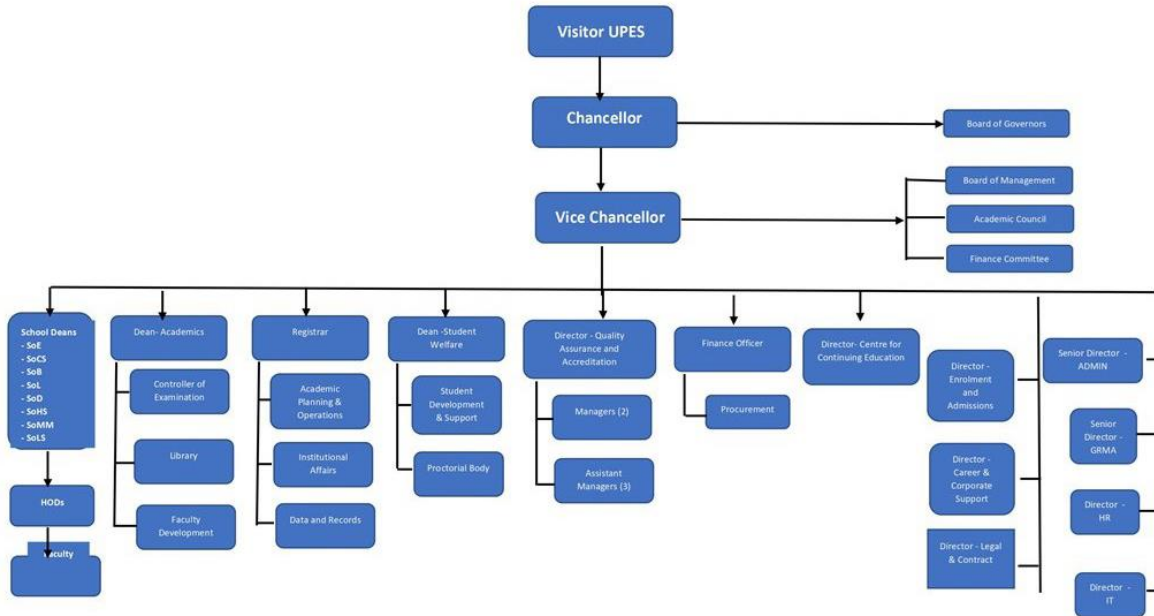 Visitor UPES
Chancellor
Board of Governors
Vice Chancellor
Board of Management
Academic Council
Finance Committee
School Deans
- SoE
- SoCS
- SoB
- SoL
- SoD
- SoHS
- SoMM
- SoLS
HODs
Faculty
Dean- Academics
Controller of
Examination
Library
Faculty
Development
Registrar
Academic
Planning &
Operations
Institutional
Affairs
Data and Records
Dean -Student
Welfare
Student
Development
& Support
Proctorial Body
Director - Quality
Assurance and
Accreditation
Managers (2)
Assistant
Managers (3)
Finance Officer
Procurement
Director- Centre for
Continuing Education
Director -
Enrolment
and
Admissions
Director -
Career &
Corporate
Support
Director - Legal
& Contract
Senior Director -
ADMIN
Senior
Director -
GRMA
Director -
HR
Director -
IT